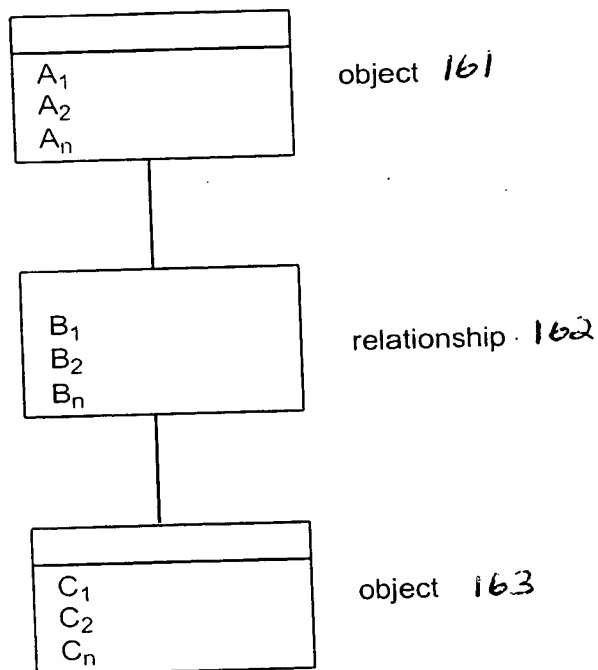 A₁
A₂
Aₙ
object 161
B₁
B₂
Bₙ
relationship 162
C₁
C₂
Cₙ
object 163